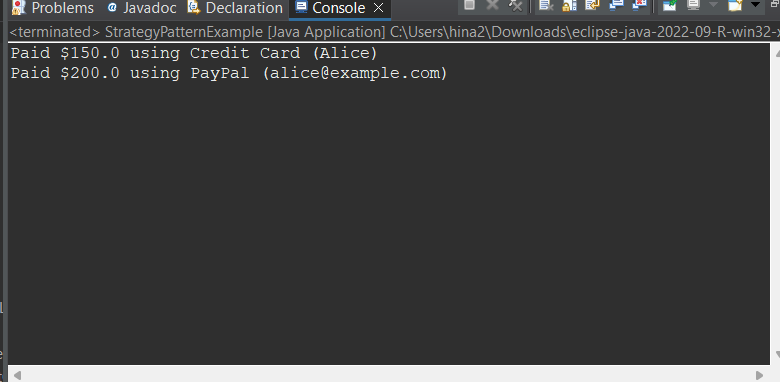 Problems @ Javadoc Declaration Console
<terminated> StrategyPatternExample [Java Application] C:\Users\hina2\Downloads\eclipse-java-2022-09-R-win32-
Paid $150.0 using Credit Card (Alice)
Paid $200.0 using PayPal (alice@example.com)